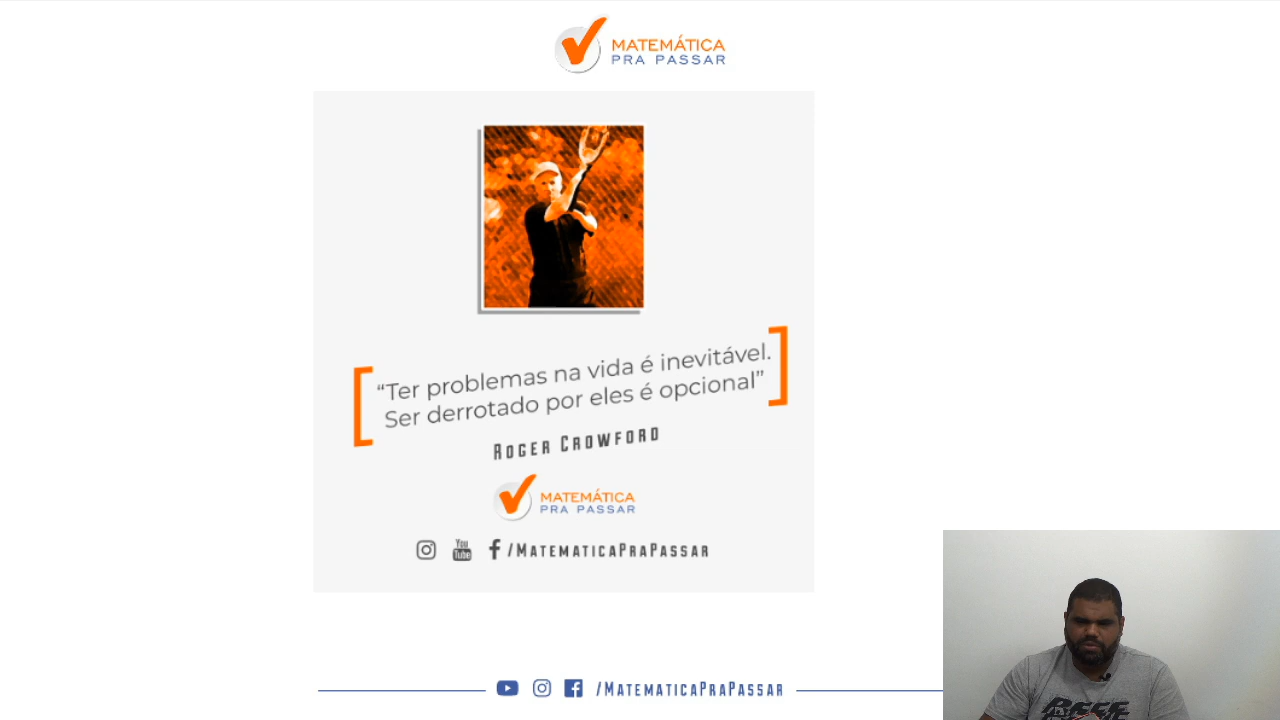 MATEMÁTICA
PRA PASSAR
“Ter problemas na vida é inevitável.
Ser derrotado por eles é opcional”
ROGER CROWFORD
MATEMÁTICA
PRA PASSAR
You
Tube
/MATEMATICAPRAPASSAR
/MATEMATICAPRAPASSAR